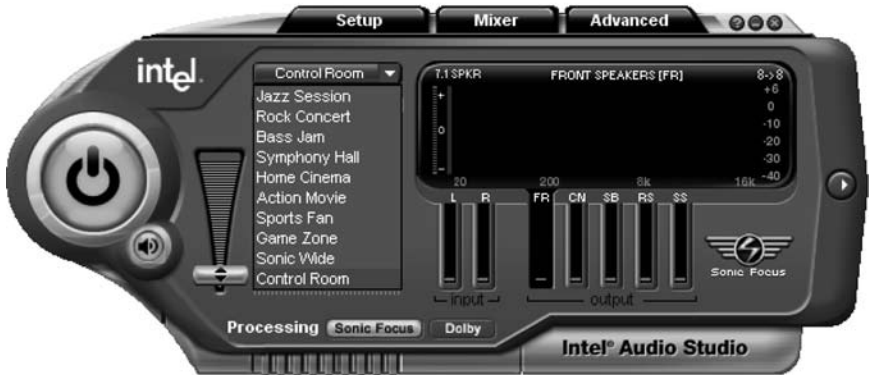 Setup
Mixer
Advanced
intel.
Control Room
Jazz Session
Rock Concert
Bass Jam
Symphony Hall
Home Cinema
Action Movie
Sports Fan
Game Zone
Sonic Wide
Control Room
7.1 SPKR FRONT SPEAKERS [FR] 8->8
+
0
-
+6
0
-10
-20
-30
-40
20 200 8k 16k
L R FR CN SB RS SS
input output
Sonic Focus
Processing Sonic Focus Dolby
Intel® Audio Studio